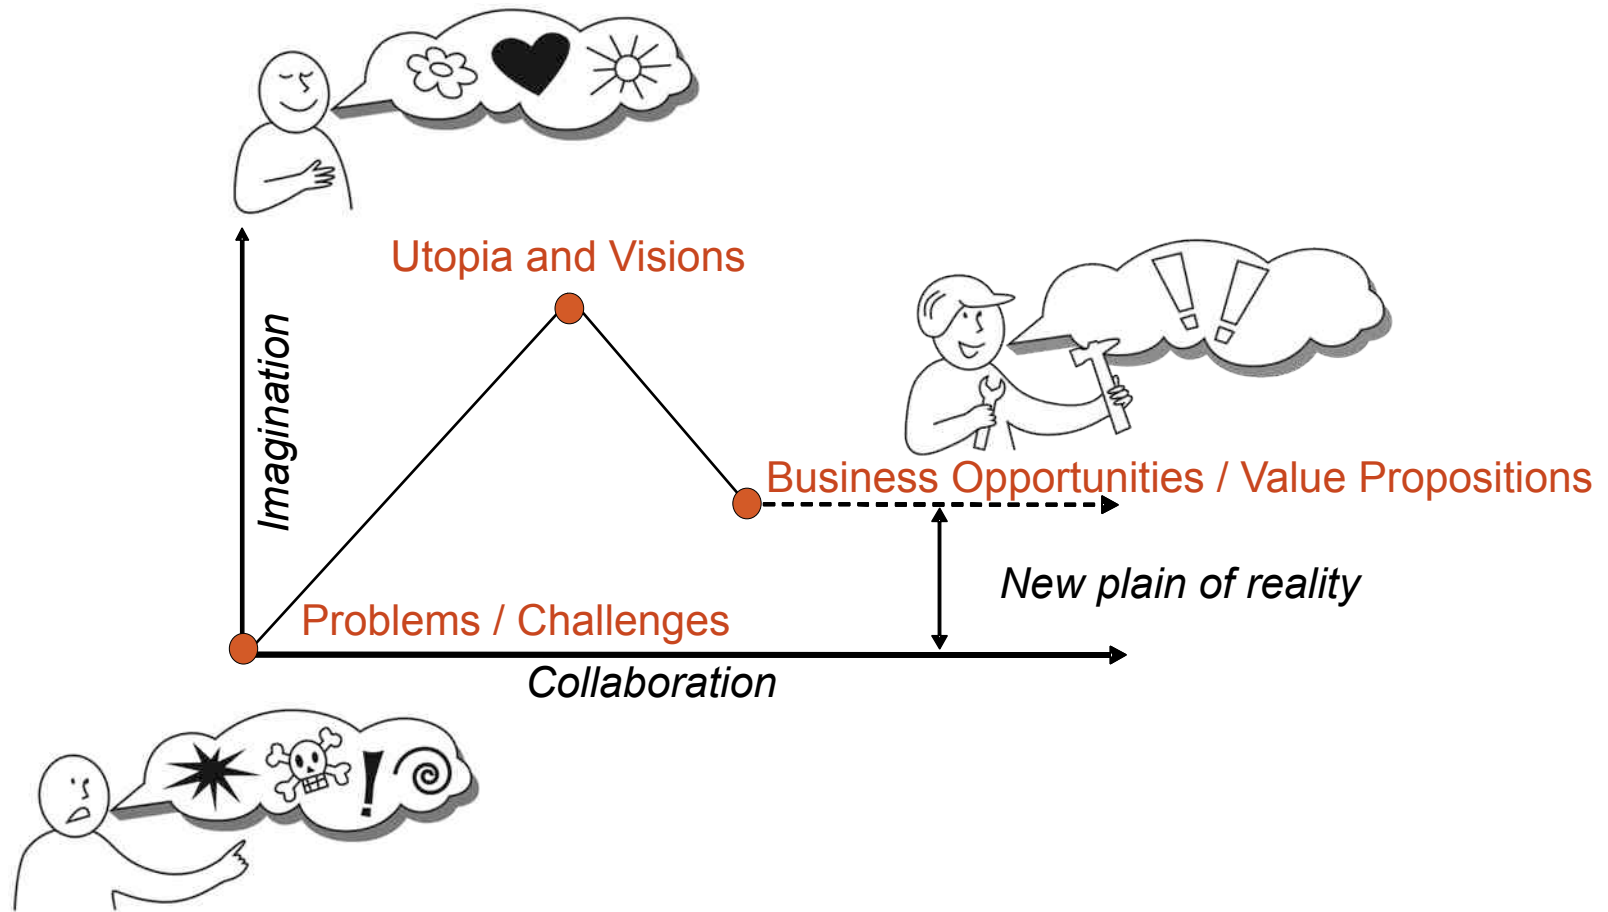 Utopia and Visions
Imagination
Business Opportunities / Value Propositions
New plain of reality
Problems / Challenges
Collaboration